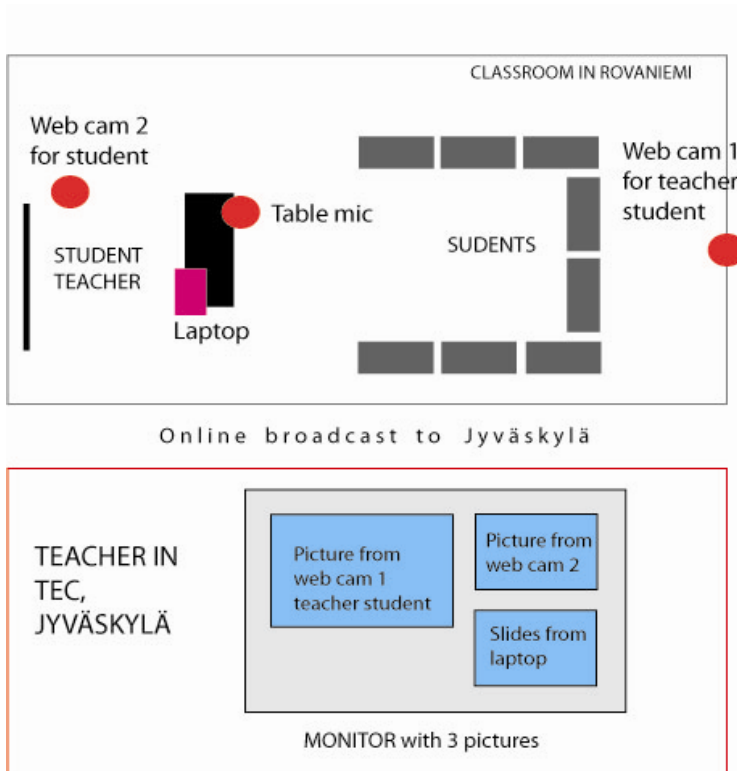 CLASSROOM IN ROVANIEMI
Web cam 2
for student
Web cam 1
for teacher
student
Table mic
STUDENT
TEACHER
SUDENTS
Laptop
Online broadcast to Jyväskylä
TEACHER IN
TEC,
JYVÄSKYLÄ
Picture from
web cam 1
teacher student
Picture from
web cam 2
Slides from
laptop
MONITOR with 3 pictures